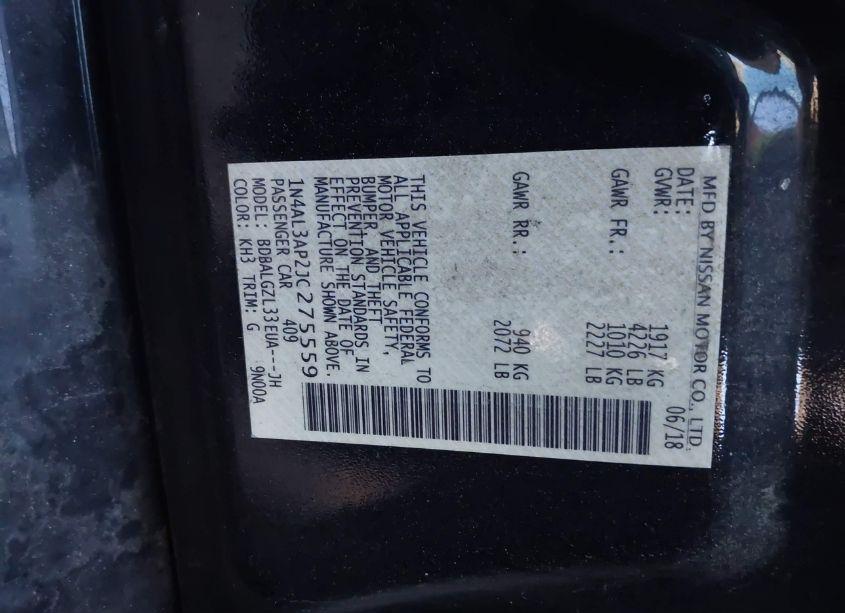 MFD BY NISSAN MOTOR CO., LTD.
DATE: 06/18
GVWR: 1917 KG
4226 LB
GAWR FR.: 1010 KG
2227 LB
GAWR RR.: 940 KG
2072 LB
THIS VEHICLE CONFORMS TO
ALL APPLICABLE FEDERAL
MOTOR VEHICLE SAFETY,
BUMPER, AND THEFT
PREVENTION STANDARDS IN
EFFECT ON THE DATE OF
MANUFACTURE SHOWN ABOVE.
1N4AL3AP2JC275559
PASSENGER CAR 409
MODEL: BDBALGZL33EUA---JH
COLOR: KH3 TRIM: G 9N00A